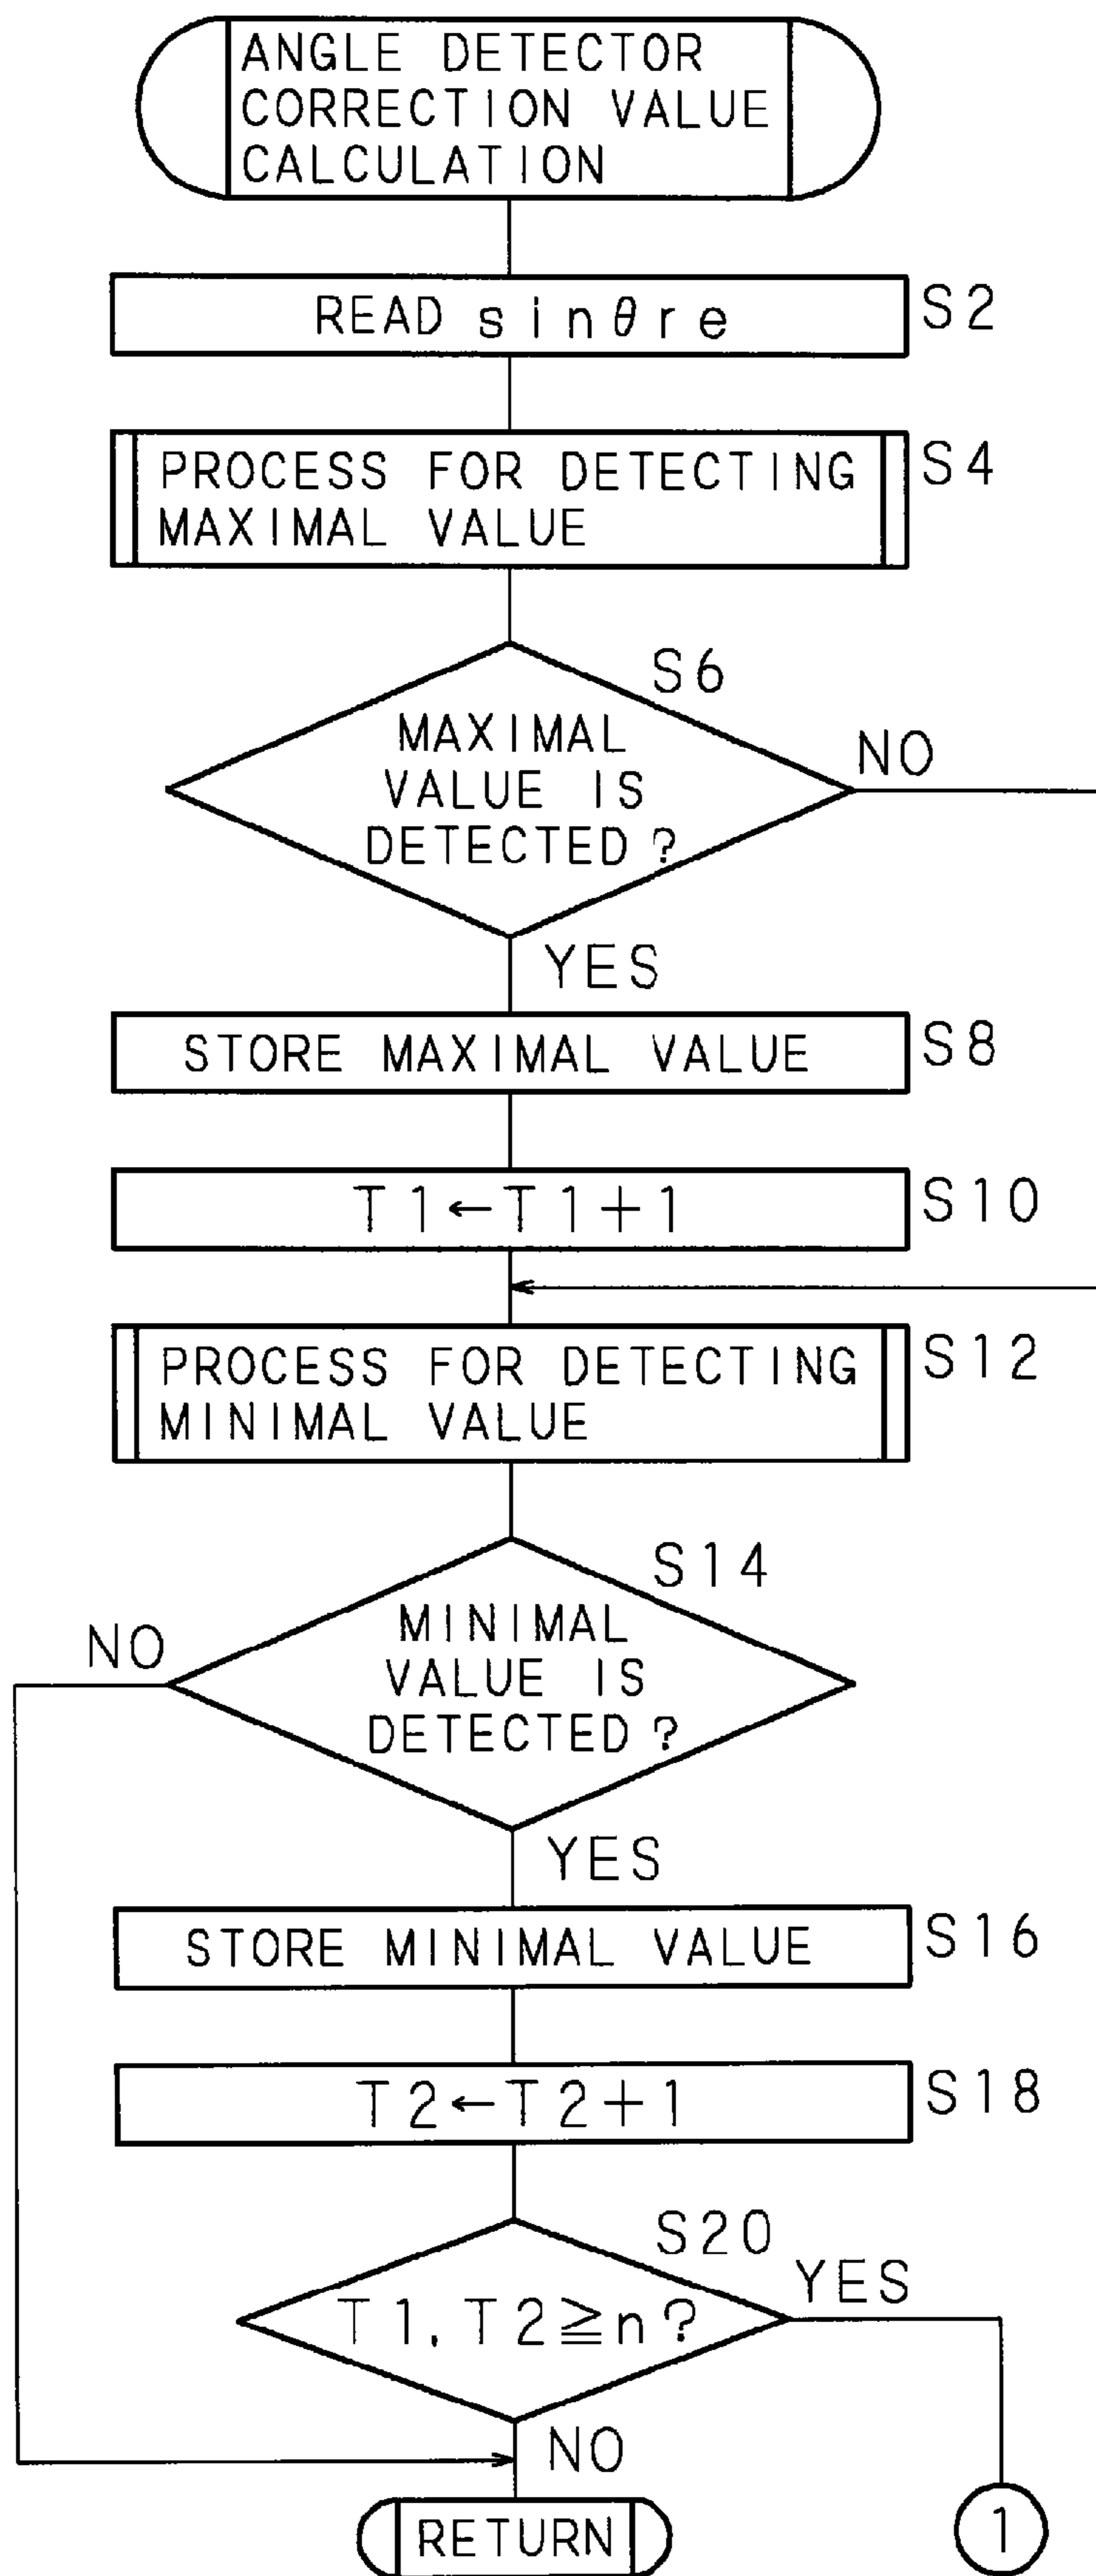 ANGLE DETECTOR
CORRECTION VALUE
CALCULATION
READ sinθre
S2
PROCESS FOR DETECTING
MAXIMAL VALUE
S4
S6
MAXIMAL
VALUE IS
DETECTED?
NO
YES
STORE MAXIMAL VALUE
S8
T1←T1+1
S10
PROCESS FOR DETECTING
MINIMAL VALUE
S12
S14
MINIMAL
VALUE IS
DETECTED?
NO
YES
STORE MINIMAL VALUE
S16
T2←T2+1
S18
S20
T1, T2≧n?
YES
NO
RETURN
1